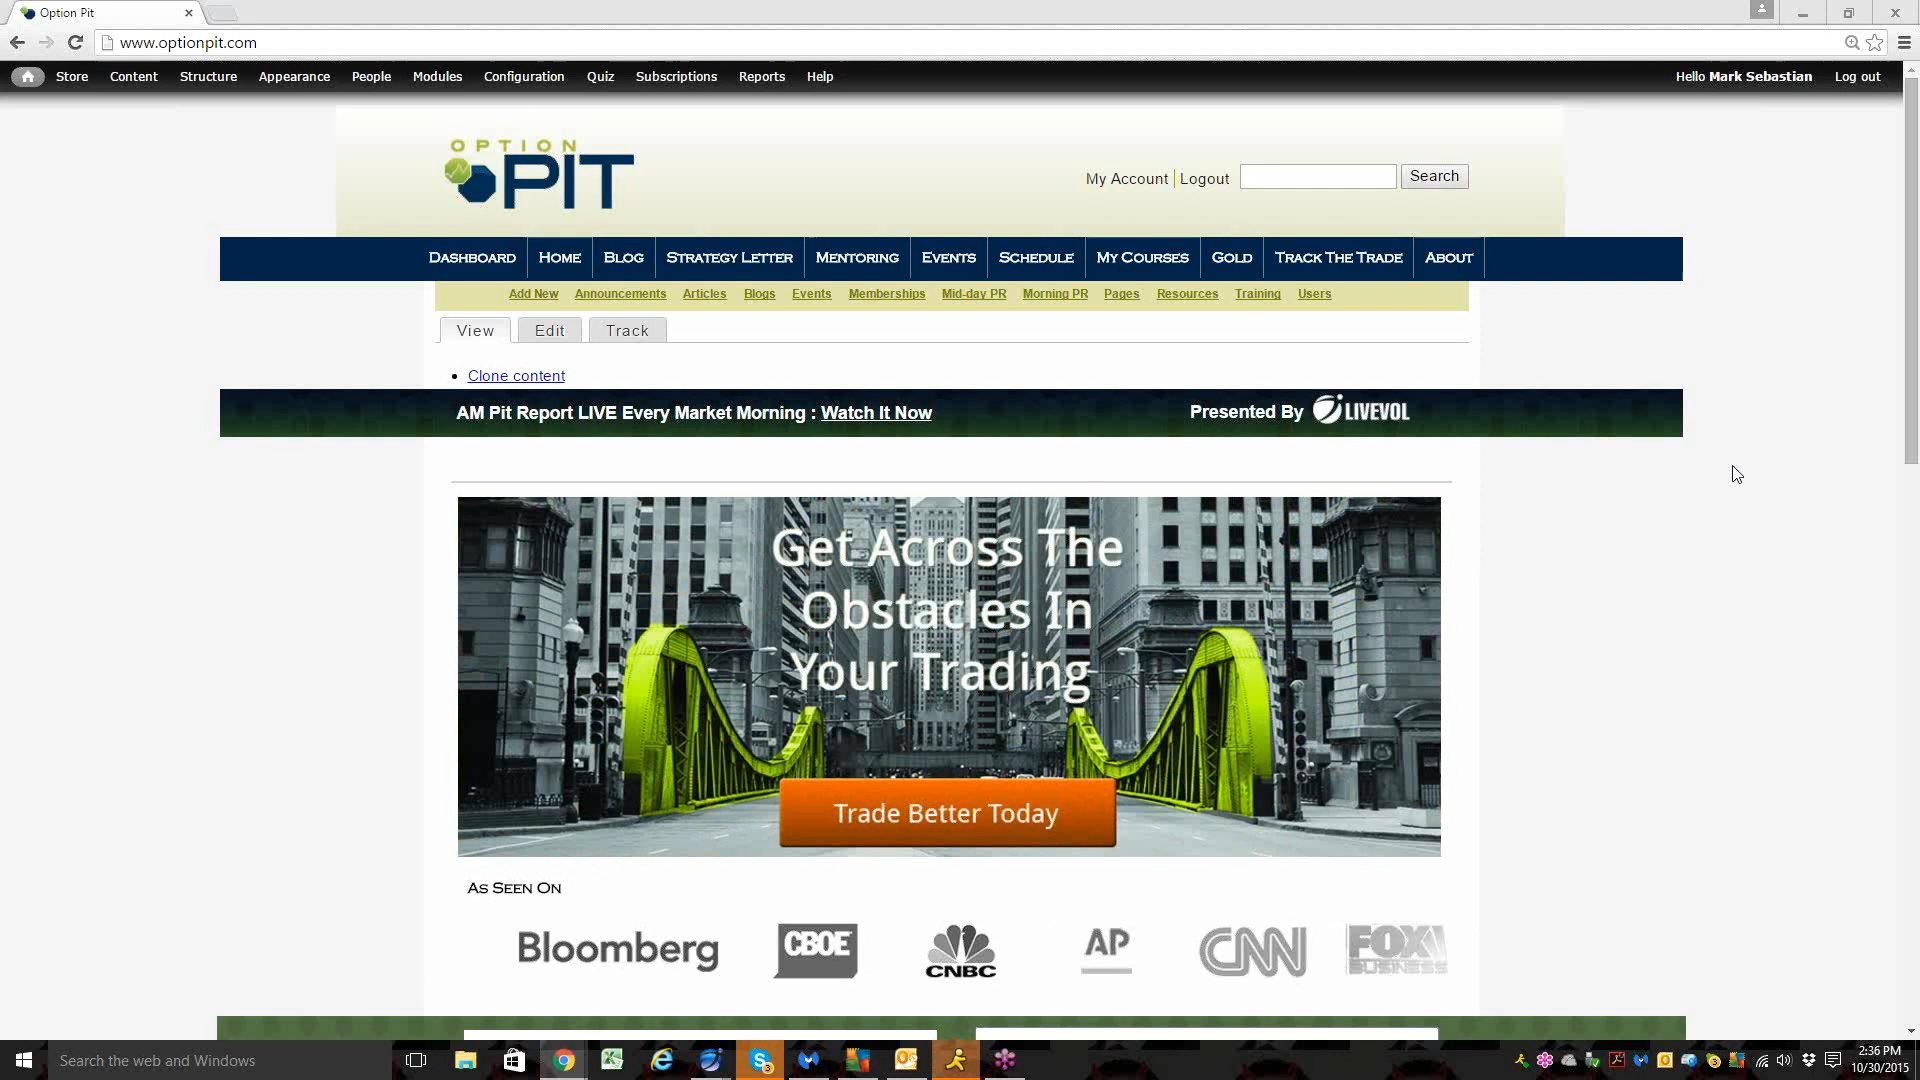 Option Pit
www.optionpit.com
Store Content Structure Appearance People Modules Configuration Quiz Subscriptions Reports Help Hello Mark Sebastian Log out
OPTION
PIT
My Account Logout Search
DASHBOARD HOME BLOG STRATEGY LETTER MENTORING EVENTS SCHEDULE MY COURSES GOLD TRACK THE TRADE ABOUT
Add New Announcements Articles Blogs Events Memberships Mid-day PR Morning PR Pages Resources Training Users
View Edit Track
Clone content
AM Pit Report LIVE Every Market Morning : Watch It Now Presented By LIVEVOL
Get Across The
Obstacles In
Your Trading
Trade Better Today
AS SEEN ON
Bloomberg CBOE CNBC AP CNN FOX BUSINESS
Search the web and Windows
2:36 PM
10/30/2015